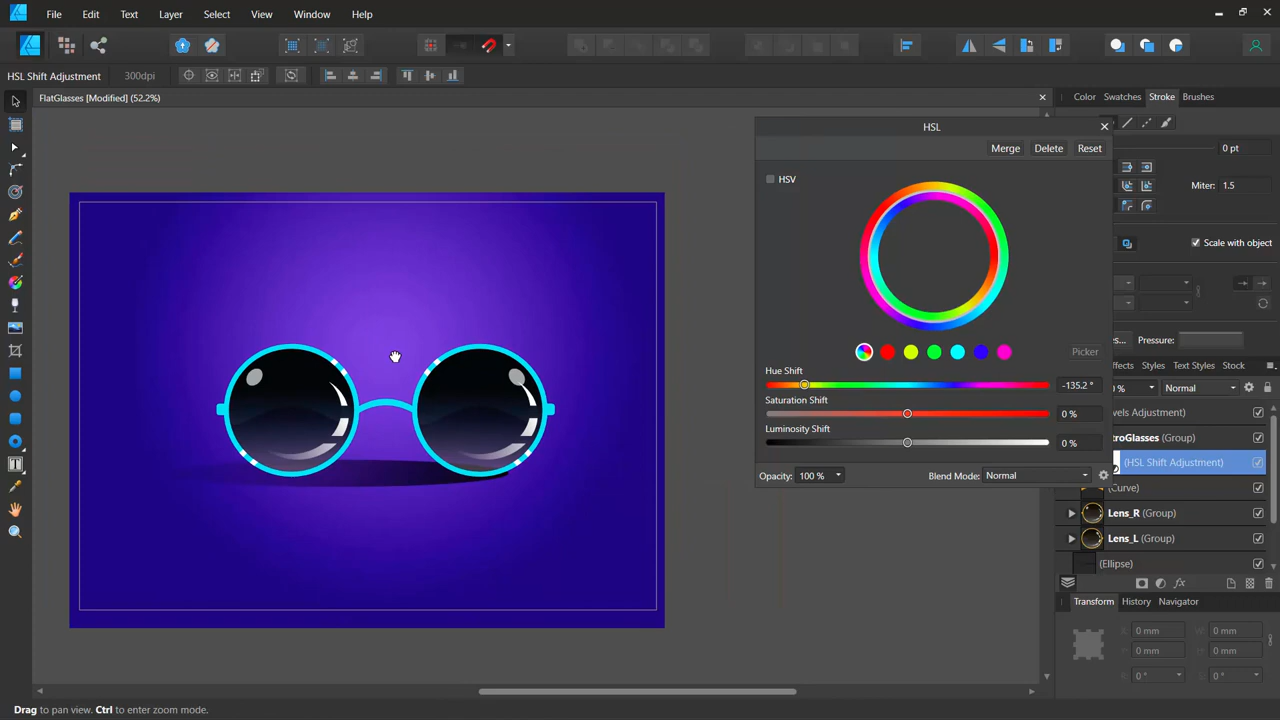 File Edit Text Layer Select View Window Help
HSL Shift Adjustment 300dpi
FlatGlasses [Modified] (52.2%)
Color Swatches Stroke Brushes
HSL
Merge Delete Reset
0 pt
HSV
Miter: 1.5
Scale with object
Pressure:
Picker
Effects Styles Text Styles Stock
Hue Shift
-135.2 °
% Normal
Saturation Shift
0 %
Luminosity Shift
0 %
Opacity: 100 % Blend Mode: Normal
(HSL Shift Adjustment)
(Curve)
Lens_R (Group)
Lens_L (Group)
(Ellipse)
Transform History Navigator
X: 0 mm W: 0 mm
Y: 0 mm H: 0 mm
R: 0 ° S: 0 °
Drag to pan view. Ctrl to enter zoom mode.